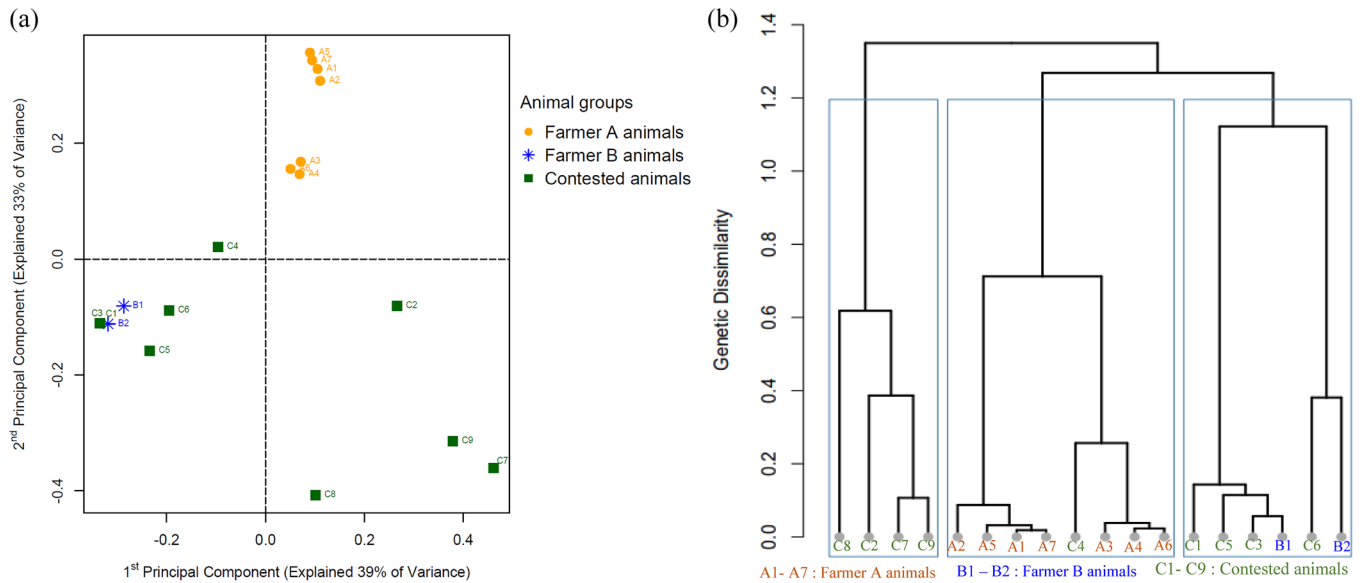 (a)
A5
A7
A1
A2
A3
A4
C4
B1
C3 C1
B2
C6
C5
C2
C9
C7
C8
0.2
0.0
-0.2
-0.4
-0.2
0.0
0.2
0.4
2nd Principal Component (Explained 33% of Variance)
1st Principal Component (Explained 39% of Variance)
Animal groups
Farmer A animals
Farmer B animals
Contested animals
(b)
Genetic Dissimilarity
1.4
1.2
1.0
0.8
0.6
0.4
0.2
0.0
C8 C2 C7 C9 A2 A5 A1 A7 C4 A3 A4 A6 C1 C5 C3 B1 C6 B2
A1- A7 : Farmer A animals B1 – B2 : Farmer B animals C1- C9 : Contested animals